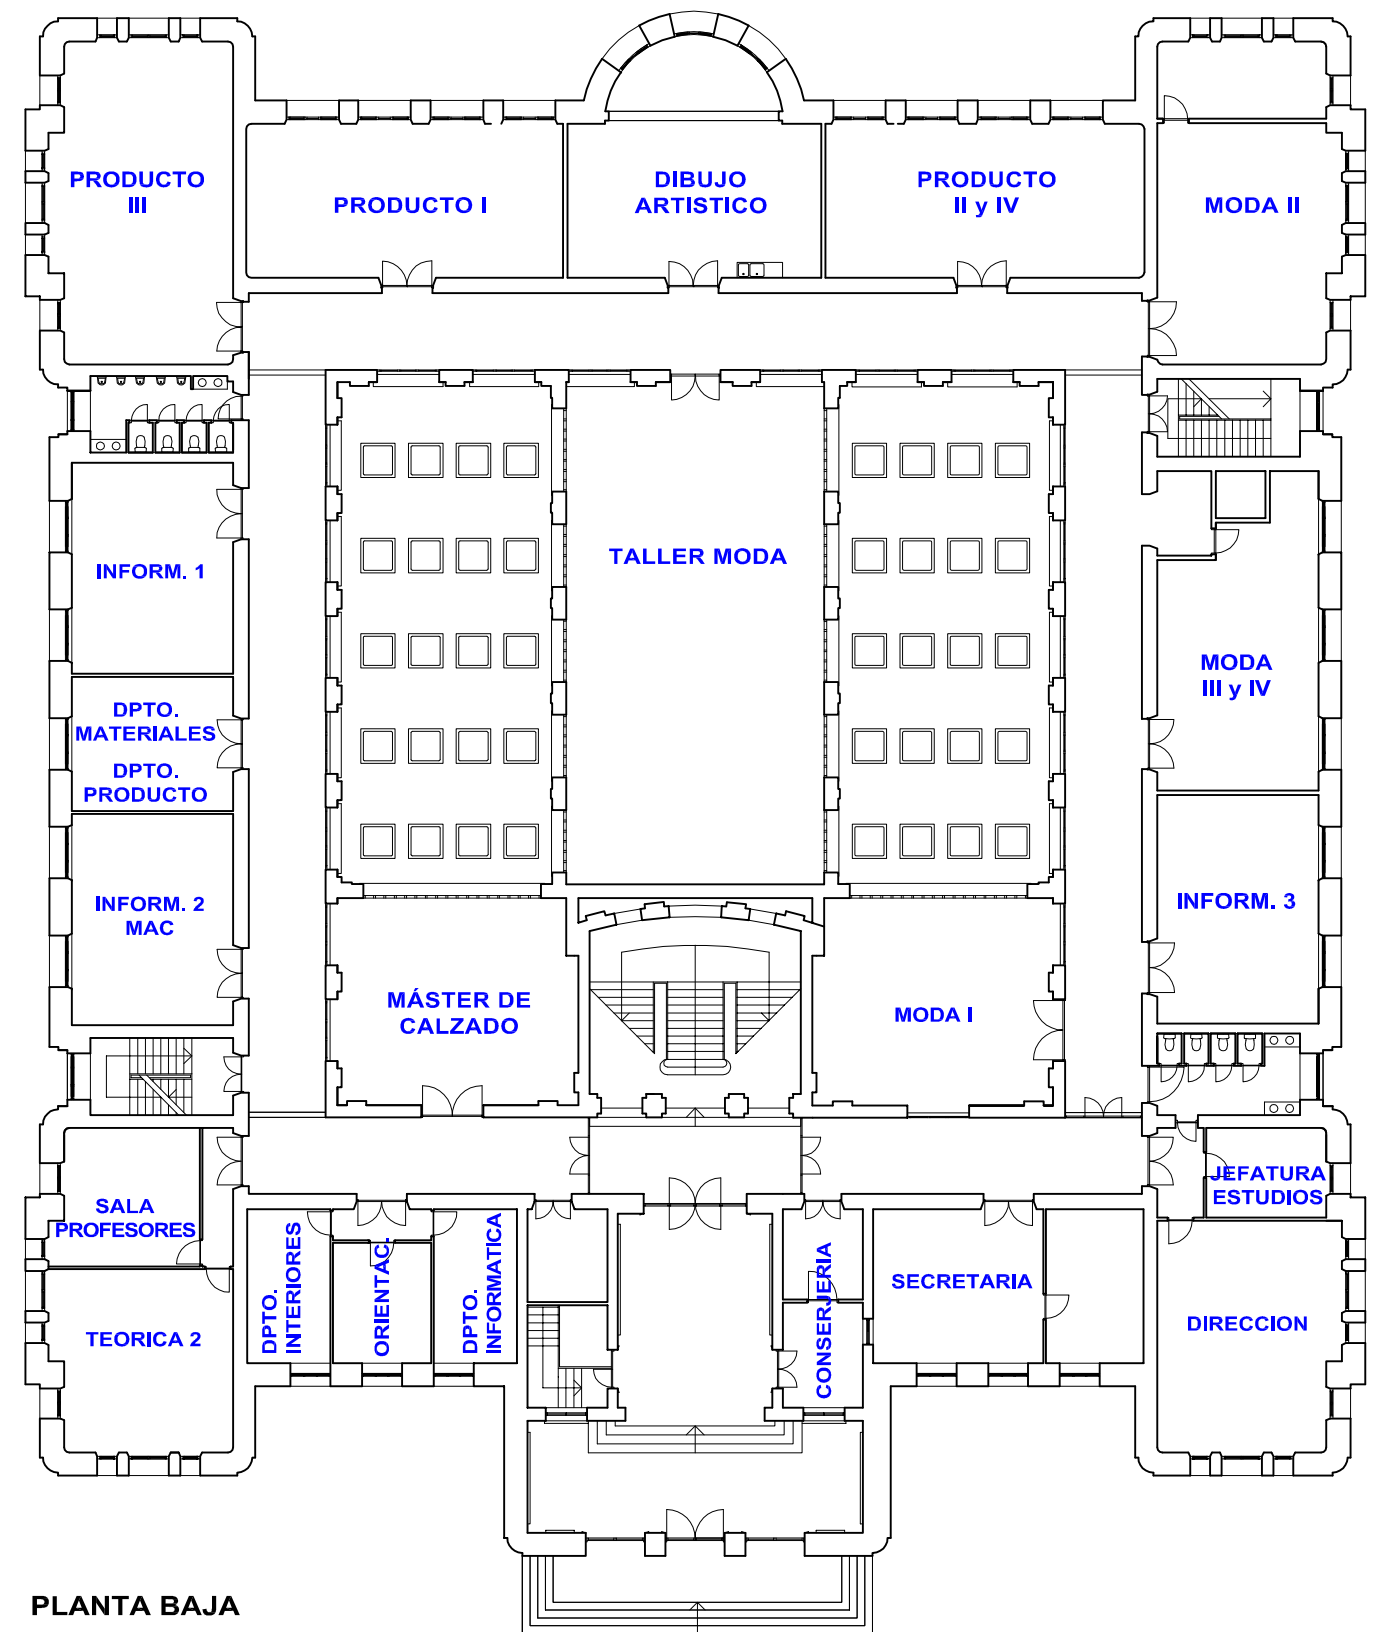 PRODUCTO
III
PRODUCTO I
DIBUJO
ARTISTICO
PRODUCTO
II y IV
MODA II
INFORM. 1
TALLER MODA
MODA
III y IV
DPTO.
MATERIALES
DPTO.
PRODUCTO
INFORM. 2
MAC
INFORM. 3
MÁSTER DE
CALZADO
MODA I
SALA
PROFESORES
JEFATURA
ESTUDIOS
TEORICA 2
DPTO.
INTERIORES
ORIENTAC.
DPTO.
INFORMATICA
CONSERJERIA
SECRETARIA
DIRECCION
PLANTA BAJA